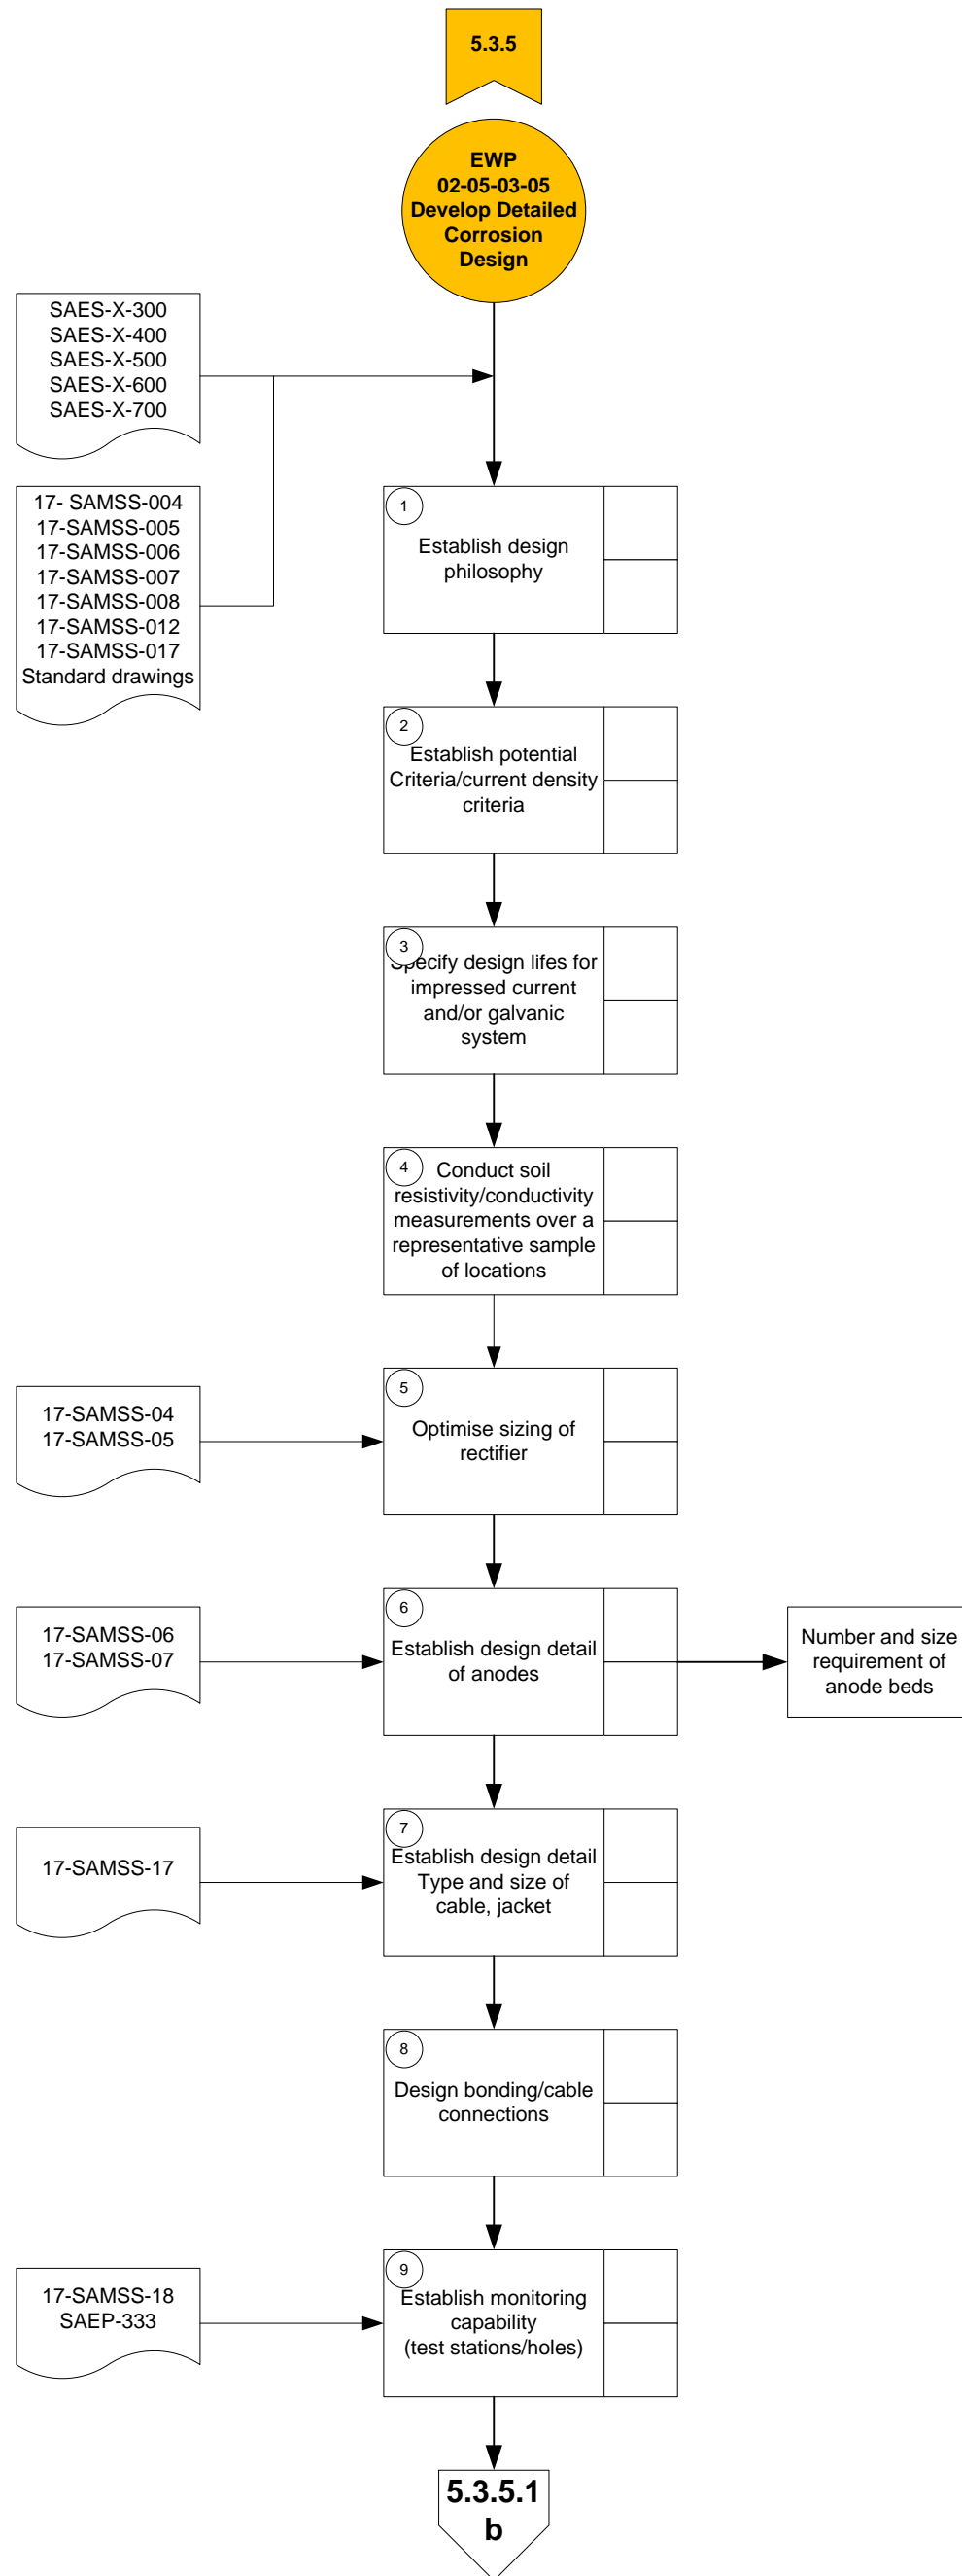 5.3.5
EWP
02-05-03-05
Develop Detailed
Corrosion
Design
SAES-X-300
SAES-X-400
SAES-X-500
SAES-X-600
SAES-X-700
17- SAMSS-004
17-SAMSS-005
17-SAMSS-006
17-SAMSS-007
17-SAMSS-008
17-SAMSS-012
17-SAMSS-017
Standard drawings
1
Establish design
philosophy
2
Establish potential
Criteria/current density
criteria
3
Specify design lifes for
impressed current
and/or galvanic
system
4
Conduct soil
resistivity/conductivity
measurements over a
representative sample
of locations
17-SAMSS-04
17-SAMSS-05
5
Optimise sizing of
rectifier
17-SAMSS-06
17-SAMSS-07
6
Establish design detail
of anodes
Number and size
requirement of
anode beds
17-SAMSS-17
7
Establish design detail
Type and size of
cable, jacket
8
Design bonding/cable
connections
17-SAMSS-18
SAEP-333
9
Establish monitoring
capability
(test stations/holes)
5.3.5.1
b